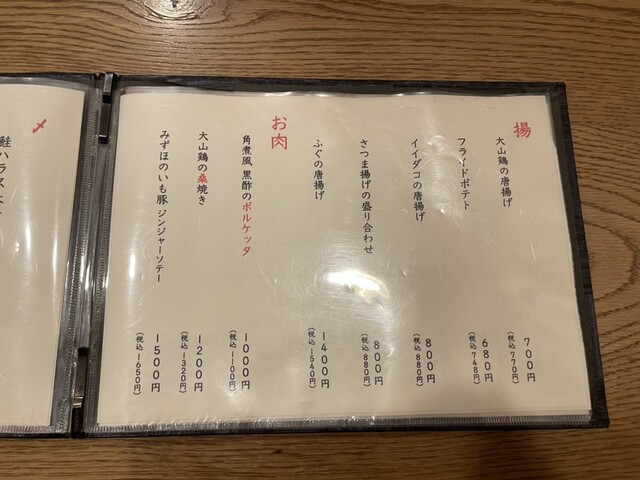 揚
大山鶏の唐揚げ 700円
(税込 770円)
フライドポテト 680円
(税込 748円)
イイダコの唐揚げ 800円
(税込 880円)
さつま揚げの盛り合わせ 800円
(税込 880円)
ふぐの唐揚げ 1400円
(税込 1540円)
お肉
角煮風 黒酢のポルケッタ 1000円
(税込 1100円)
大山鶏の桑焼き 1200円
(税込 1320円)
みずほのいも豚 ジンジャーソテー 1500円
(税込 1650円)
〆
鮭ハラス